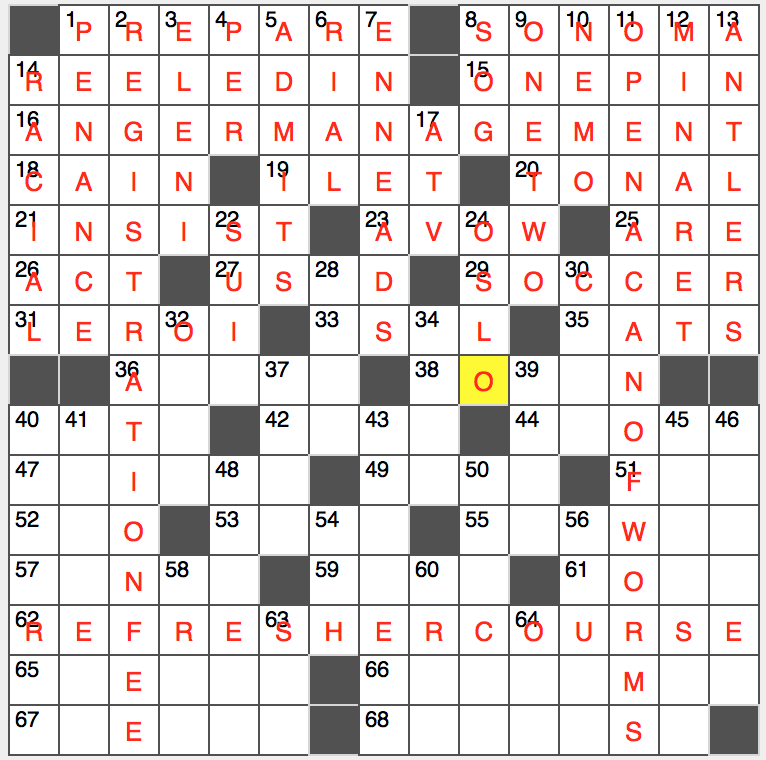 1 P 2 R 3 E 4 P 5 A 6 R 7 E 8 S 9 O 10 N 11 O 12 M 13 A
14 R E E L E D I N 15 O N E P I N
16 A N G E R M A N 17 A G E M E N T
18 C A I N 19 I L E T 20 T O N A L
21 I N S I 22 S T 23 A V 24 O W 25 A R E
26 A C T 27 U S 28 D 29 S O 30 C C E R
31 L E R 32 O I 33 S 34 L 35 A T S
36 A 37 38 O 39 N
40 41 T 42 43 44 O 45 46
47 I 48 49 50 51 F
52 O 53 54 55 56 W
57 N 58 59 60 61 O
62 R E F R E 63 S H E R C 64 O U R S E
65 E 66 M
67 E 68 S